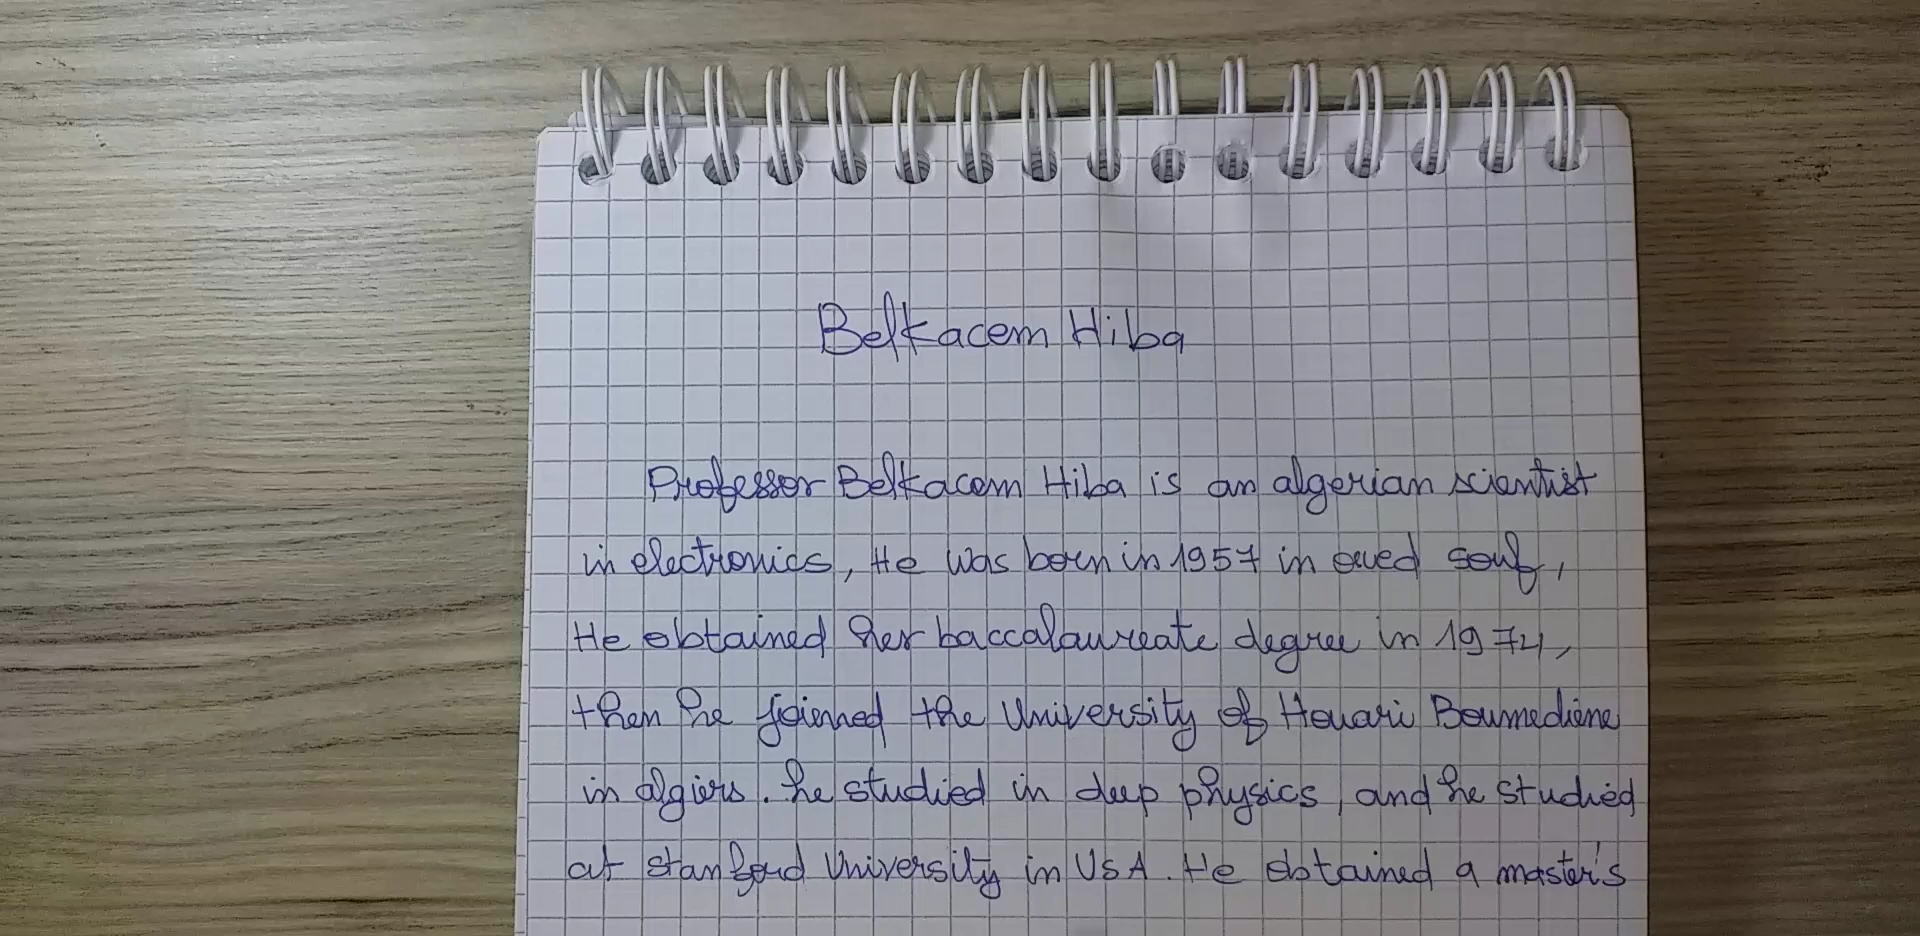 Belkacem Hiba
Professor Belkacem Hiba is an algerian scientist
in electronics, He was born in 1957 in oued souf,
He obtained her baccalaureate degree in 1974,
then he joinned the University of Houari Boumediene
in algiers. he studied in deep physics, and he studied
at stanford University in USA. He obtained a master's